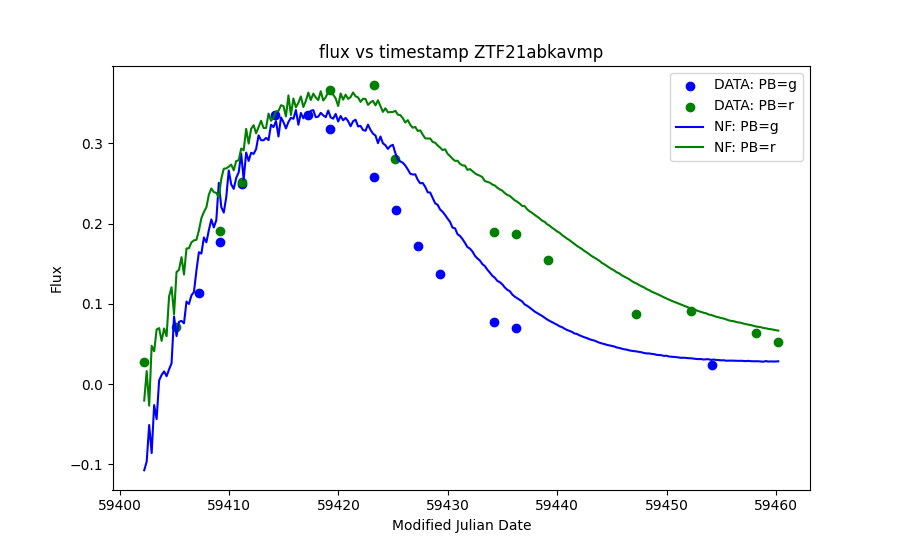 flux vs timestamp ZTF21abkavmp
DATA: PB=g
DATA: PB=r
NF: PB=g
NF: PB=r
Flux
0.3
0.2
0.1
0.0
−0.1
59400 59410 59420 59430 59440 59450 59460
Modified Julian Date